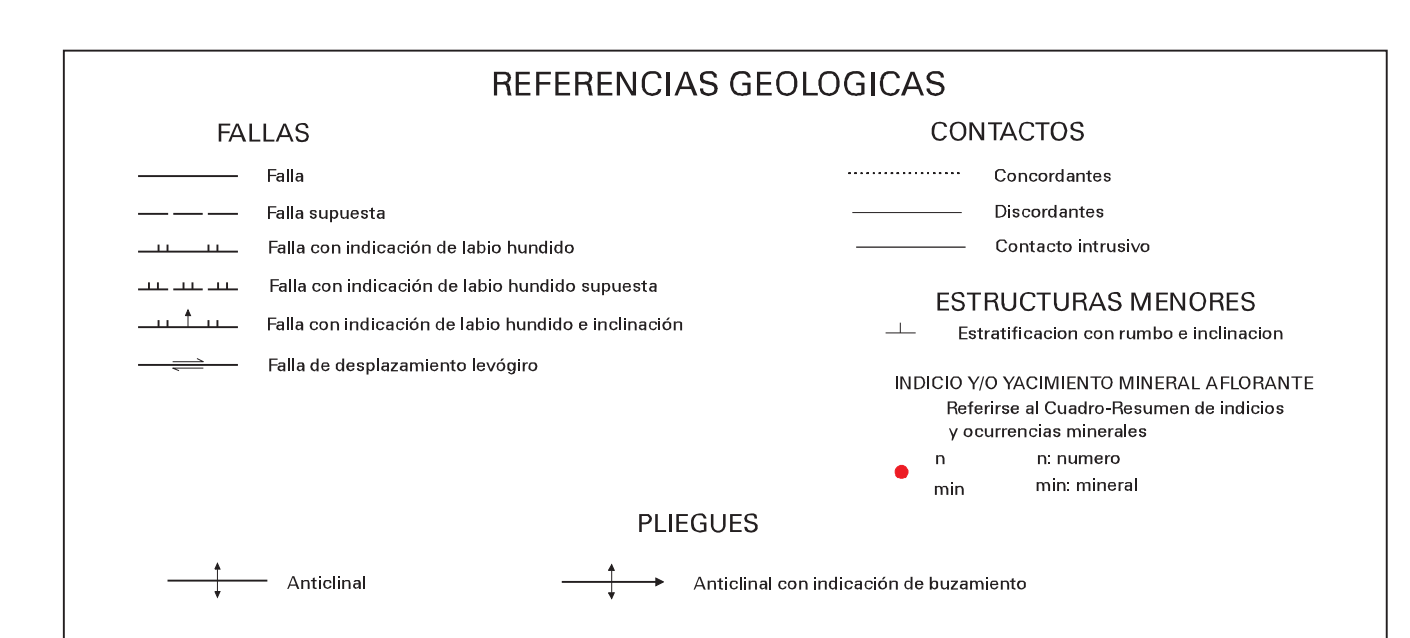 REFERENCIAS GEOLOGICAS
FALLAS
Falla
Falla supuesta
Falla con indicación de labio hundido
Falla con indicación de labio hundido supuesta
Falla con indicación de labio hundido e inclinación
Falla de desplazamiento levógiro
CONTACTOS
Concordantes
Discordantes
Contacto intrusivo
ESTRUCTURAS MENORES
Estratificacion con rumbo e inclinacion
INDICIO Y/O YACIMIENTO MINERAL AFLORANTE
Referirse al Cuadro-Resumen de indicios
y ocurrencias minerales
n n: numero
min min: mineral
PLIEGUES
Anticlinal
Anticlinal con indicación de buzamiento